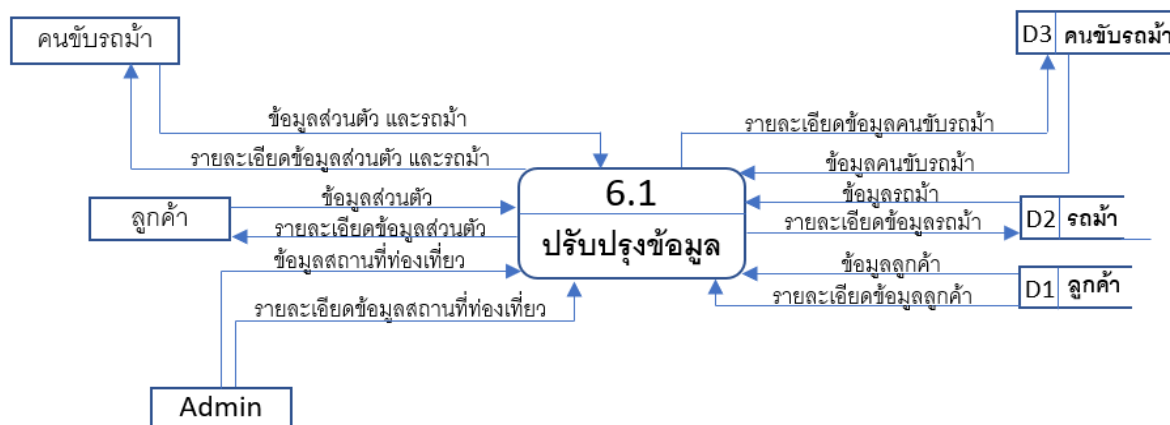 คนขับรถม้า
D3 คนขับรถม้า
ข้อมูลส่วนตัว และรถม้า
รายละเอียดข้อมูลคนขับรถม้า
รายละเอียดข้อมูลส่วนตัว และรถม้า
ข้อมูลคนขับรถม้า
6.1
ปรับปรุงข้อมูล
ข้อมูลส่วนตัว
ข้อมูลรถม้า
ลูกค้า
D2 รถม้า
รายละเอียดข้อมูลส่วนตัว
รายละเอียดข้อมูลรถม้า
ข้อมูลสถานที่ท่องเที่ยว
ข้อมูลลูกค้า
D1 ลูกค้า
รายละเอียดข้อมูลสถานที่ท่องเที่ยว
รายละเอียดข้อมูลลูกค้า
Admin